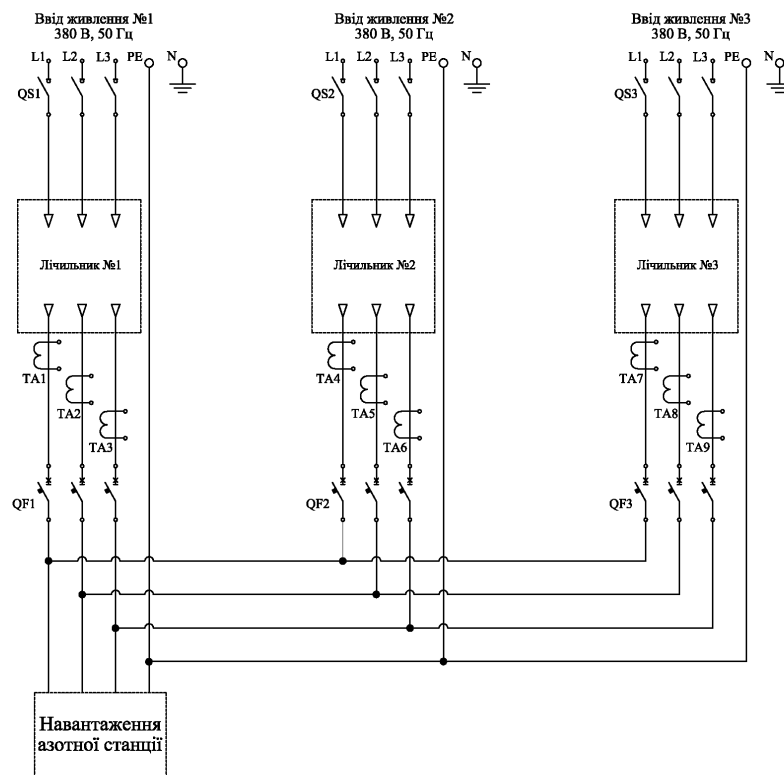 Ввід живлення №1
380 В, 50 Гц
Ввід живлення №2
380 В, 50 Гц
Ввід живлення №3
380 В, 50 Гц
L1 L2 L3 PE N
L1 L2 L3 PE N
L1 L2 L3 PE N
QS1
QS2
QS3
Лічильник №1
Лічильник №2
Лічильник №3
TA1
TA4
TA7
TA2
TA5
TA8
TA3
TA6
TA9
QF1
QF2
QF3
Навантаження
азотної станції